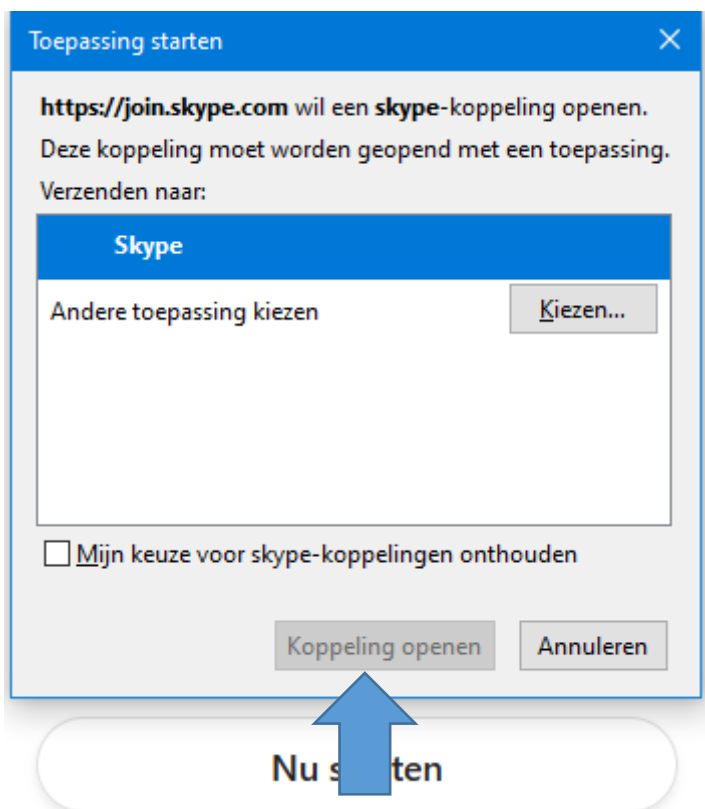 Toepassing starten
https://join.skype.com wil een skype-koppeling openen.
Deze koppeling moet worden geopend met een toepassing.
Verzenden naar:
Skype
Andere toepassing kiezen
Kiezen...
Mijn keuze voor skype-koppelingen onthouden
Koppeling openen
Annuleren
Nu